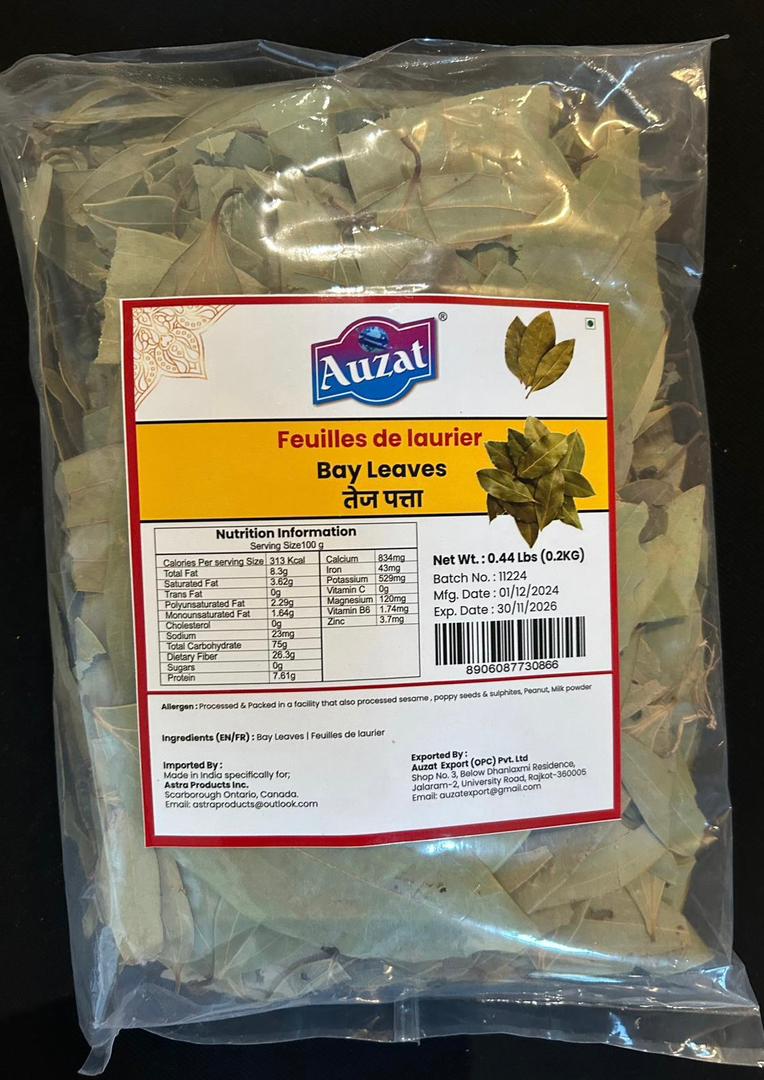 Auzat ®
Feuilles de laurier
Bay Leaves
तेज पत्ता
Nutrition Information
Serving Size100 g
Calories Per serving Size 313 Kcal
Total Fat 8.3g
Saturated Fat 3.62g
Trans Fat 0g
Polyunsaturated Fat 2.29g
Monounsaturated Fat 1.64g
Cholesterol 0g
Sodium 23mg
Total Carbohydrate 75g
Dietary Fiber 26.3g
Sugars 0g
Protein 7.61g
Calcium 834mg
Iron 43mg
Potassium 529mg
Vitamin C 0g
Magnesium 120mg
Vitamin B6 1.74mg
Zinc 3.7mg
Net Wt. : 0.44 Lbs (0.2KG)
Batch No. : 11224
Mfg. Date : 01/12/2024
Exp. Date : 30/11/2026
8906087730866
Allergen : Processed & Packed in a facility that also processed sesame , poppy seeds & sulphites, Peanut, Milk powder
Ingredients (EN/FR) : Bay Leaves | Feuilles de laurier
Imported By :
Made in India specifically for;
Astra Products Inc.
Scarborough Ontario, Canada.
Email: astraproducts@outlook.com
Exported By :
Auzat Export (OPC) Pvt. Ltd
Shop No. 3, Below Dhanlaxmi Residence,
Jalaram-2, University Road, Rajkot-360005
Email: auzatexport@gmail.com